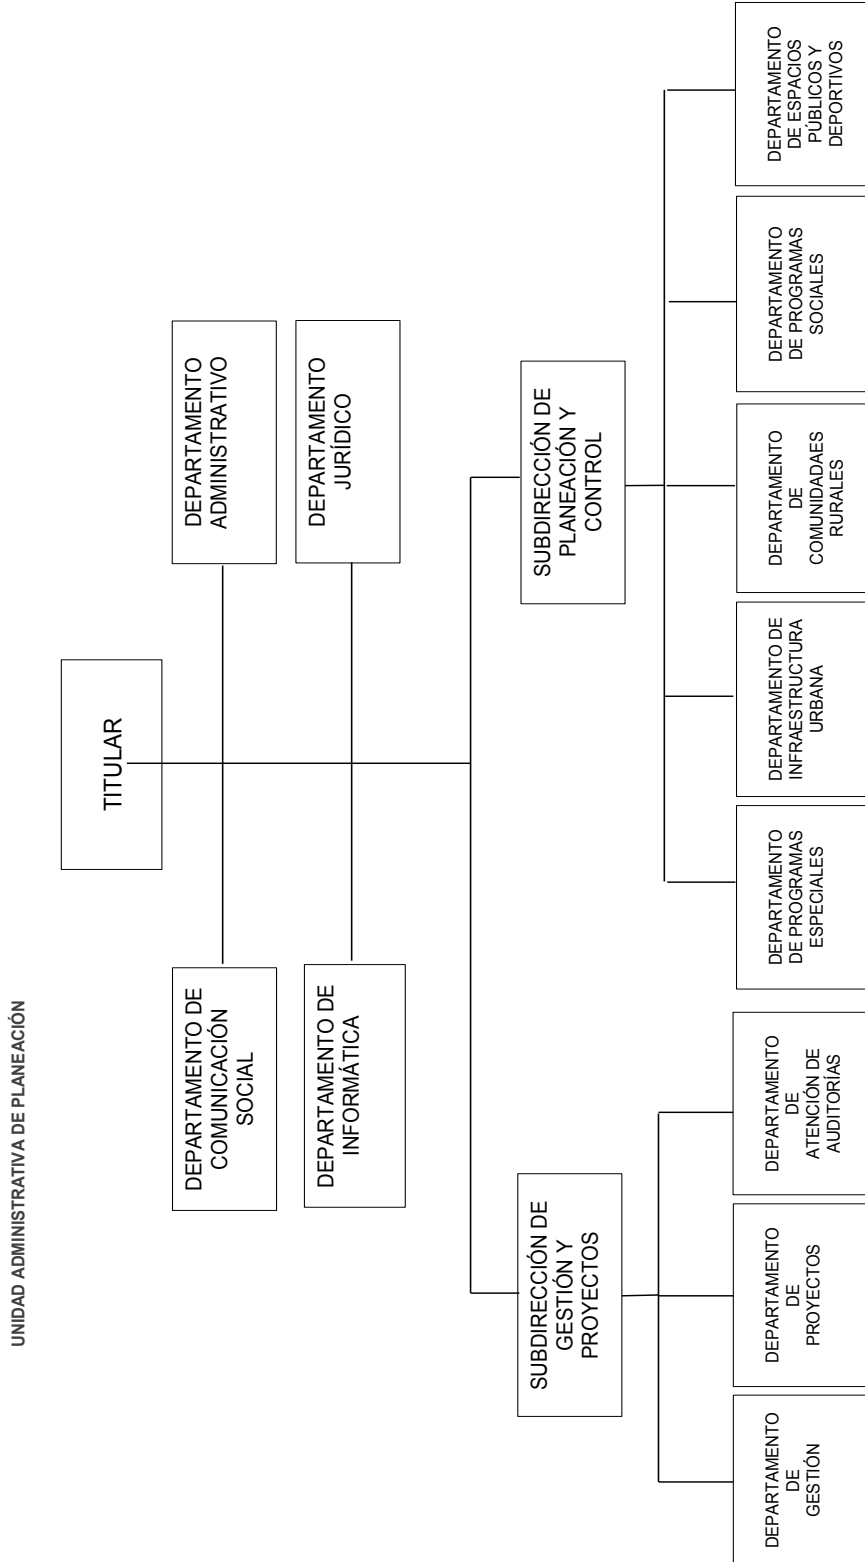 UNIDAD ADMINISTRATIVA DE PLANEACIÓN
TITULAR
DEPARTAMENTO DE
COMUNICACIÓN
SOCIAL
DEPARTAMENTO
ADMINISTRATIVO
DEPARTAMENTO DE
INFORMÁTICA
DEPARTAMENTO
JURÍDICO
SUBDIRECCIÓN DE
GESTIÓN Y
PROYECTOS
SUBDIRECCIÓN DE
PLANEACIÓN Y
CONTROL
DEPARTAMENTO
DE
GESTIÓN
DEPARTAMENTO
DE
PROYECTOS
DEPARTAMENTO
DE
ATENCIÓN DE
AUDITORÍAS
DEPARTAMENTO
DE PROGRAMAS
ESPECIALES
DEPARTAMENTO DE
INFRAESTRUCTURA
URBANA
DEPARTAMENTO
DE
COMUNIDADAES
RURALES
DEPARTAMENTO
DE PROGRAMAS
SOCIALES
DEPARTAMENTO
DE ESPACIOS
PÚBLICOS Y
DEPORTIVOS